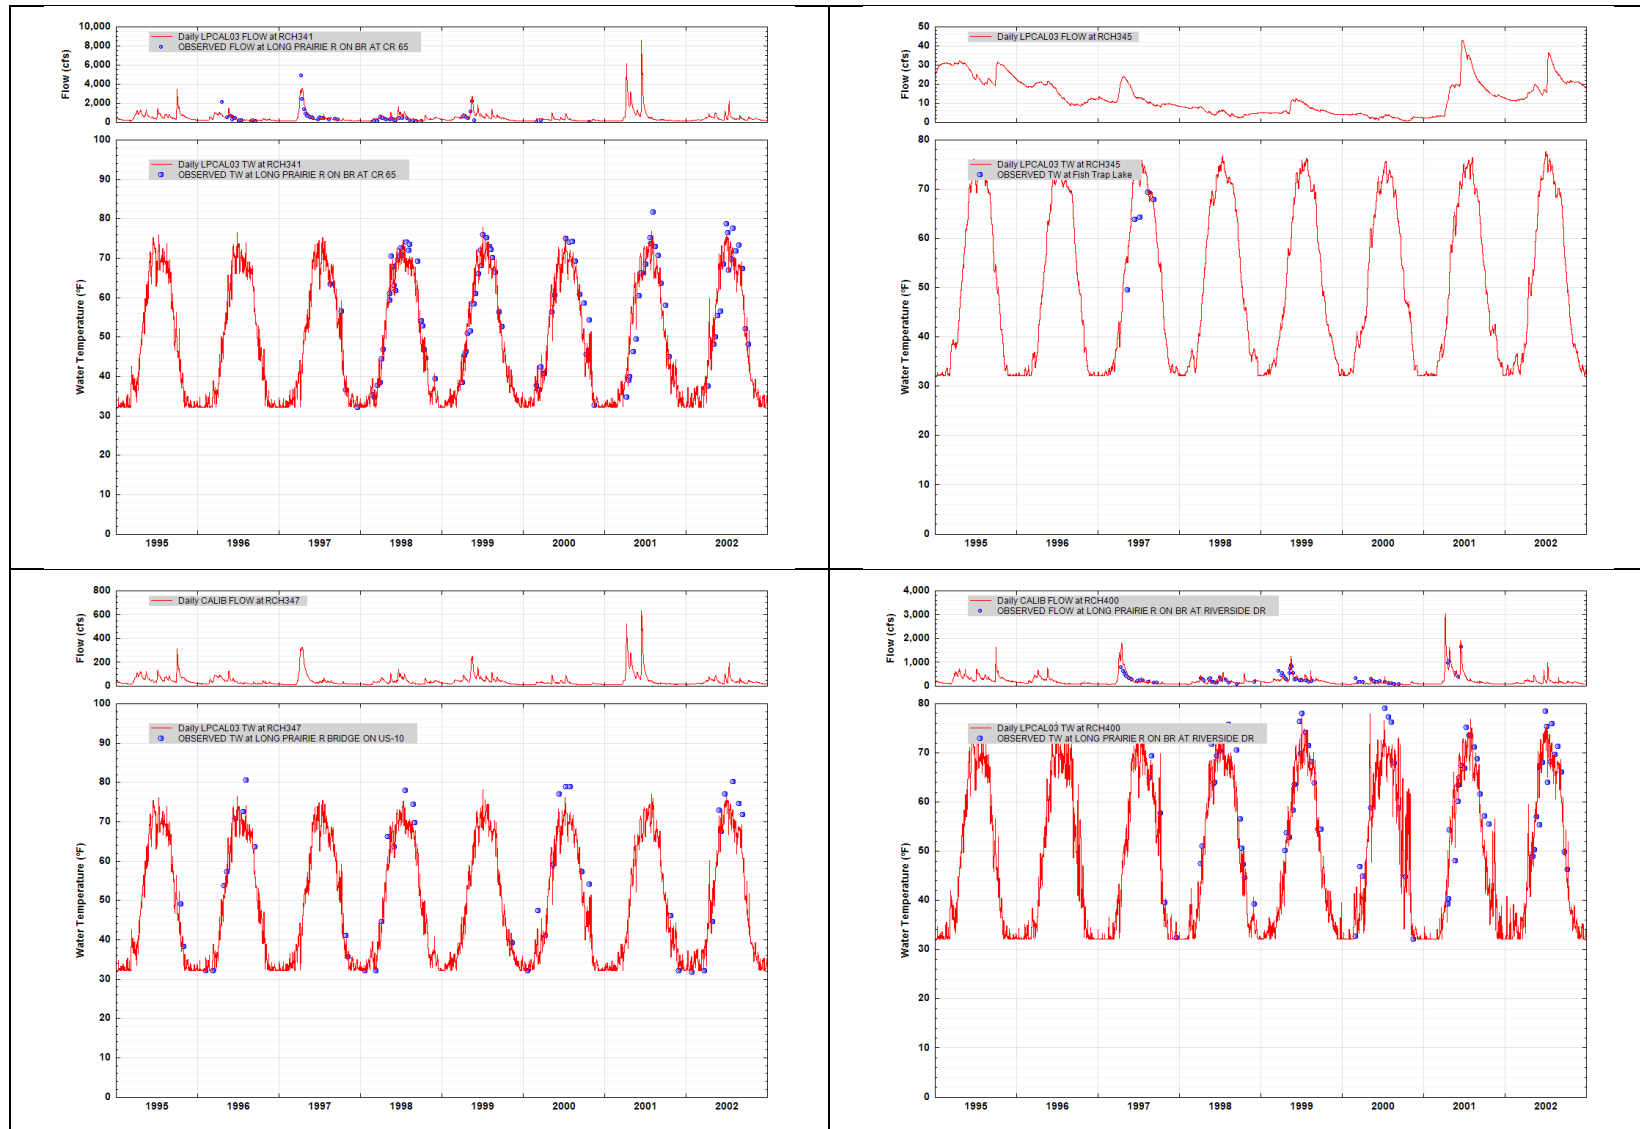 10,000
8,000
6,000
4,000
2,000
0
Flow (cfs)
Daily LPCAL03 FLOW at RCH341
OBSERVED FLOW at LONG PRAIRIE R ON BR AT CR 65
100
90
80
70
60
50
40
30
20
10
0
Water Temperature (°F)
Daily LPCAL03 TW at RCH341
OBSERVED TW at LONG PRAIRIE R ON BR AT CR 65
1995 1996 1997 1998 1999 2000 2001 2002
50
40
30
20
10
0
Flow (cfs)
Daily LPCAL03 FLOW at RCH345
80
70
60
50
40
30
20
10
0
Water Temperature (°F)
Daily LPCAL03 TW at RCH345
OBSERVED TW at Fish Trap Lake
1995 1996 1997 1998 1999 2000 2001 2002
800
600
400
200
0
Flow (cfs)
Daily CALIB FLOW at RCH347
100
90
80
70
60
50
40
30
20
10
0
Water Temperature (°F)
Daily LPCAL03 TW at RCH347
OBSERVED TW at LONG PRAIRIE R BRIDGE ON US-10
1995 1996 1997 1998 1999 2000 2001 2002
4,000
3,000
2,000
1,000
0
Flow (cfs)
Daily CALIB FLOW at RCH400
OBSERVED FLOW at LONG PRAIRIE R ON BR AT RIVERSIDE DR
80
70
60
50
40
30
20
10
0
Water Temperature (°F)
Daily LPCAL03 TW at RCH400
OBSERVED TW at LONG PRAIRIE R ON BR AT RIVERSIDE DR
1995 1996 1997 1998 1999 2000 2001 2002